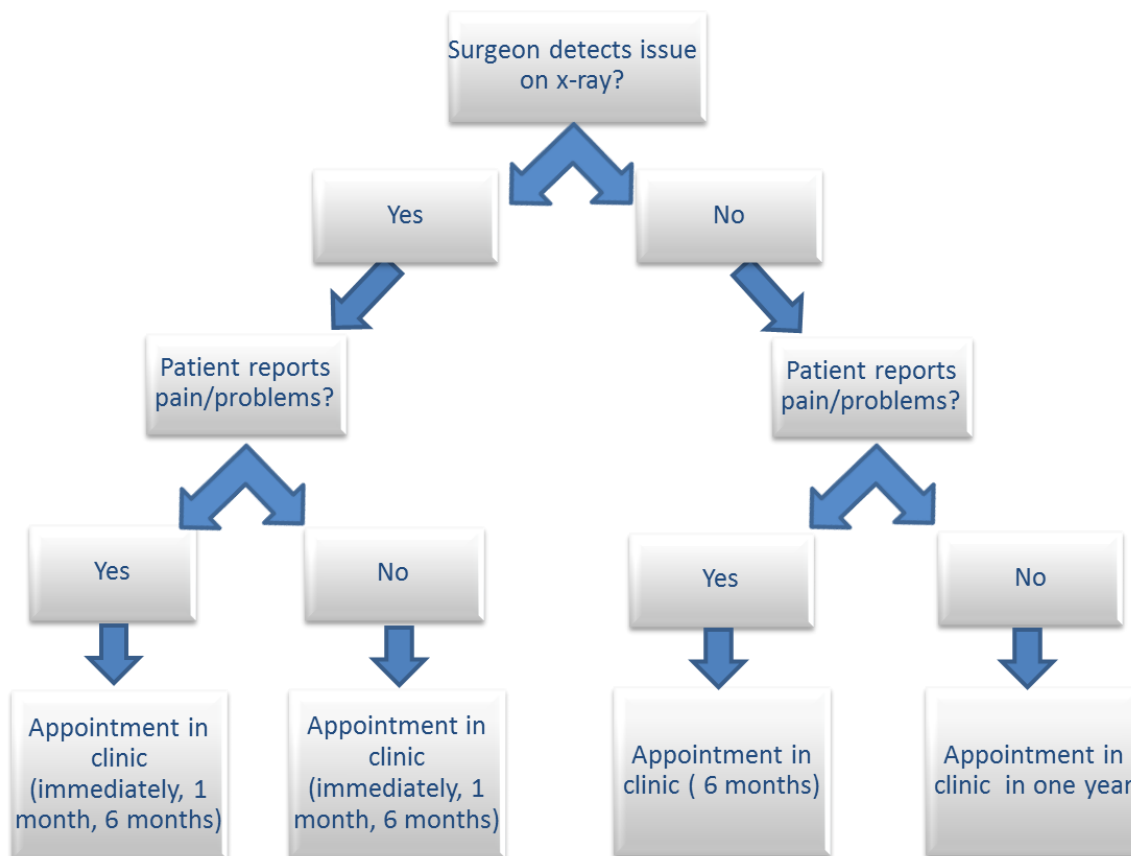 Surgeon detects issue
on x-ray?
Yes
No
Patient reports
pain/problems?
Patient reports
pain/problems?
Yes
No
Yes
No
Appointment in
clinic
(immediately, 1
month, 6 months)
Appointment in
clinic
(immediately, 1
month, 6 months)
Appointment in
clinic ( 6 months)
Appointment in
clinic  in one year